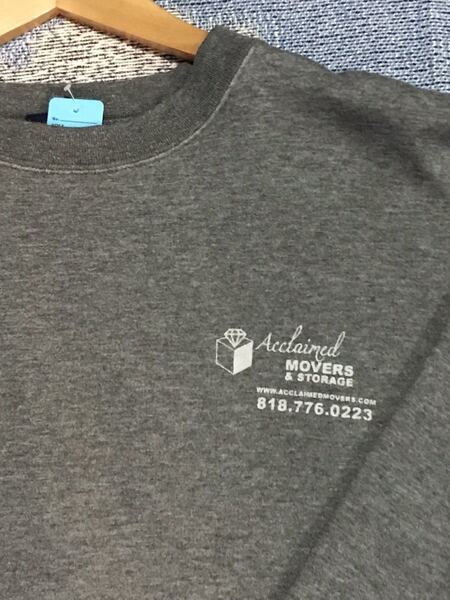 Acclaimed
MOVERS
& STORAGE
WWW.ACCLAIMEDMOVERS.COM
818.776.0223